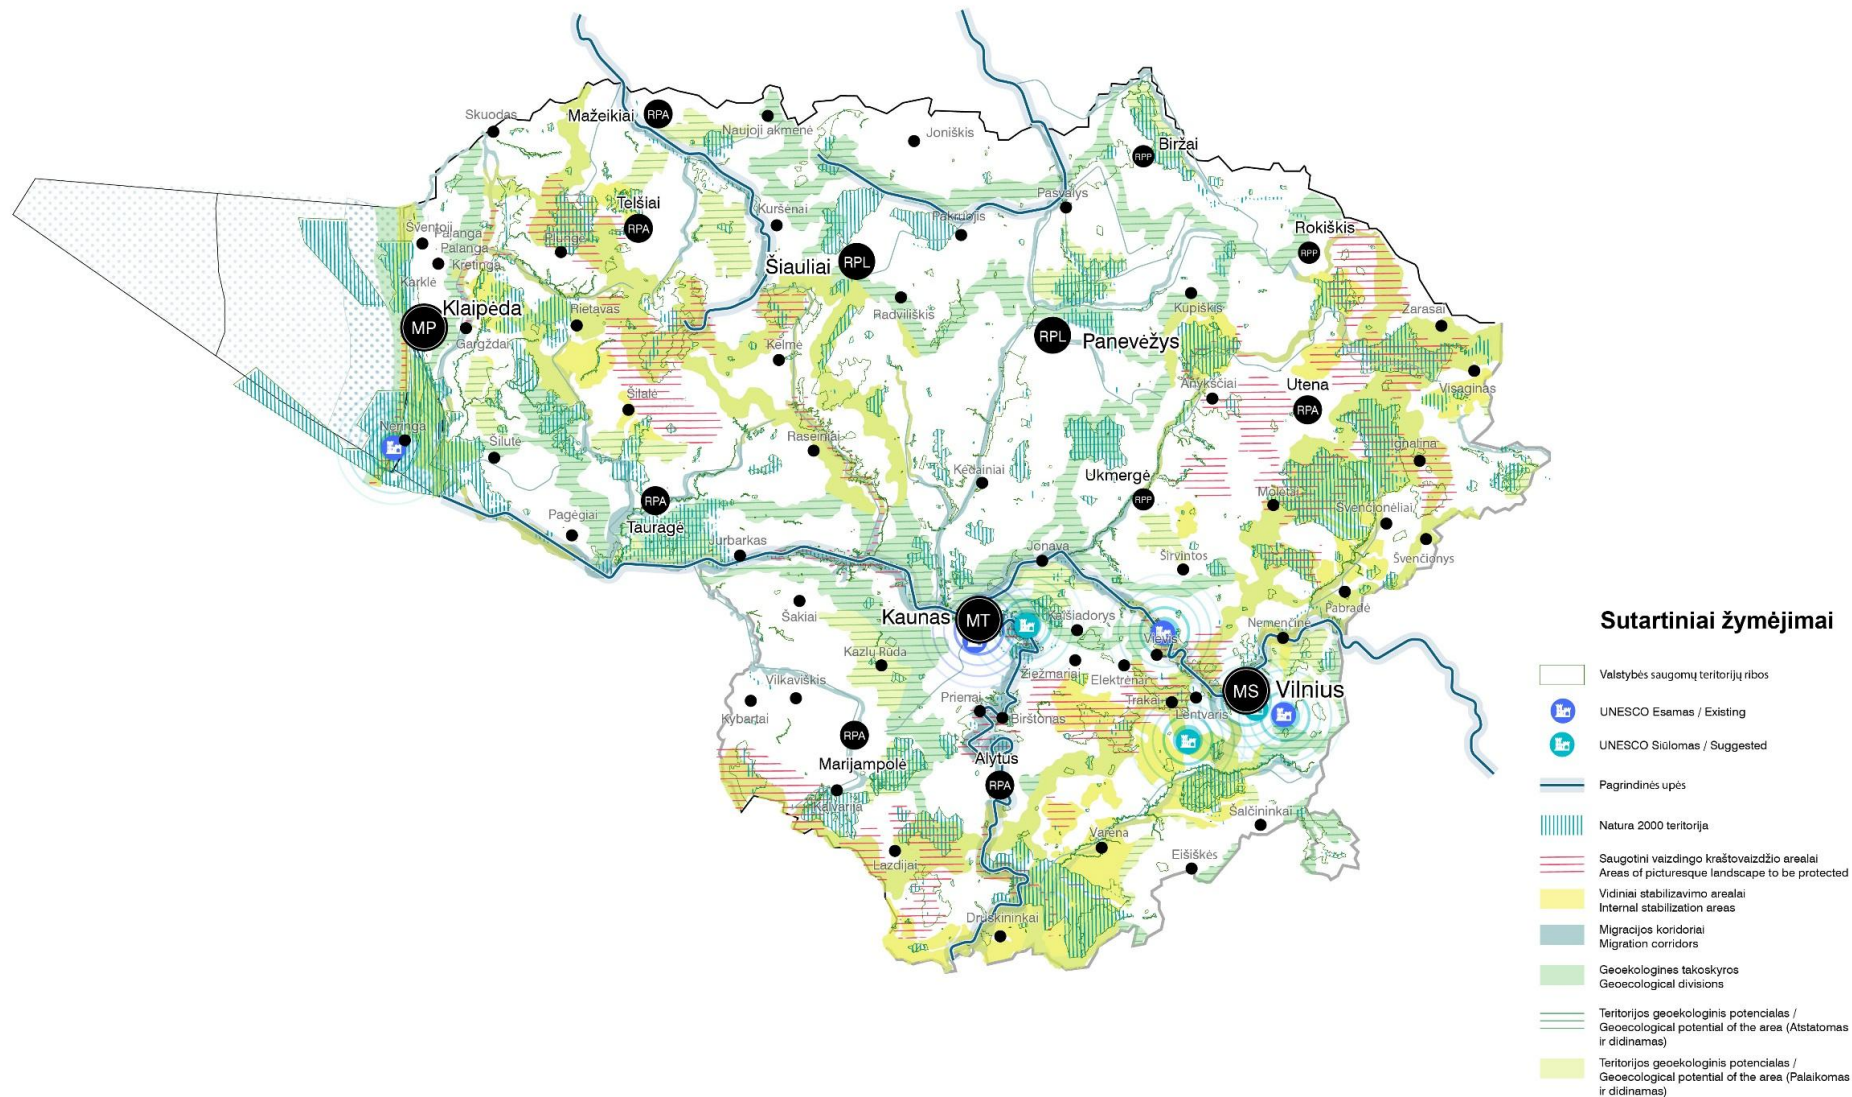 Skuodas
Mažeikiai
RPA
Naujoji akmenė
Joniškis
Biržai
RPP
Telšiai
RPA
Kuršėnai
Pakruojis
Pasvalys
Rokiškis
RPP
Šventoji
Palanga
Palanga
Plungė
Kretinga
Karklė
Šiauliai
RPL
Klaipėda
MP
Rietavas
Gargždai
Radviliškis
Kelmė
RPL
Panevėžys
Kupiškis
Zarasai
Utena
RPA
Anykščiai
Visaginas
Neringa
Šilutė
Šilalė
Raseiniai
Kėdainiai
Ukmergė
RPP
Ignalina
Molėtai
Švenčionėliai
Pagėgiai
RPA
Tauragė
Jurbarkas
Jonava
Širvintos
Švenčionys
Šakiai
Kaunas
MT
Kaišiadorys
Pabradė
Nemenčinė
Vievis
Kazlų Rūda
Žiežmariai
Elektrėnai
Vilkaviškis
Kybartai
Prienai
Birštonas
Trakai
Lentvaris
MS
Vilnius
RPA
Marijampolė
Alytus
RPA
Kalvarija
Šalčininkai
Varėna
Lazdijai
Eišiškės
Druskininkai
Sutartiniai žymėjimai
Valstybės saugomų teritorijų ribos
UNESCO Esamas / Existing
UNESCO Siūlomas / Suggested
Pagrindinės upės
Natura 2000 teritorija
Saugotini vaizdingo kraštovaizdžio arealai
Areas of picturesque landscape to be protected
Vidiniai stabilizavimo arealai
Internal stabilization areas
Migracijos koridoriai
Migration corridors
Geoekologines takoskyros
Geoecological divisions
Teritorijos geoekologinis potencialas /
Geoecological potential of the area (Atstatomas
ir didinamas)
Teritorijos geoekologinis potencialas /
Geoecological potential of the area (Palaikomas
ir didinamas)